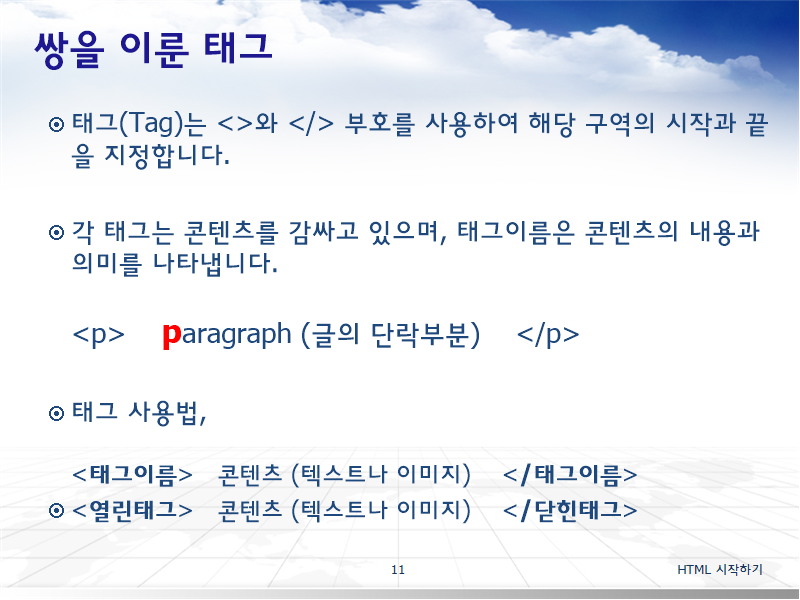 쌍을 이룬 태그
태그(Tag)는 <>와 </> 부호를 사용하여 해당 구역의 시작과 끝
을 지정합니다.
각 태그는 콘텐츠를 감싸고 있으며, 태그이름은 콘텐츠의 내용과
의미를 나타냅니다.
<p> paragraph (글의 단락부분) </p>
태그 사용법,
<태그이름> 콘텐츠 (텍스트나 이미지) </태그이름>
<열린태그> 콘텐츠 (텍스트나 이미지) </닫힌태그>
11 HTML 시작하기